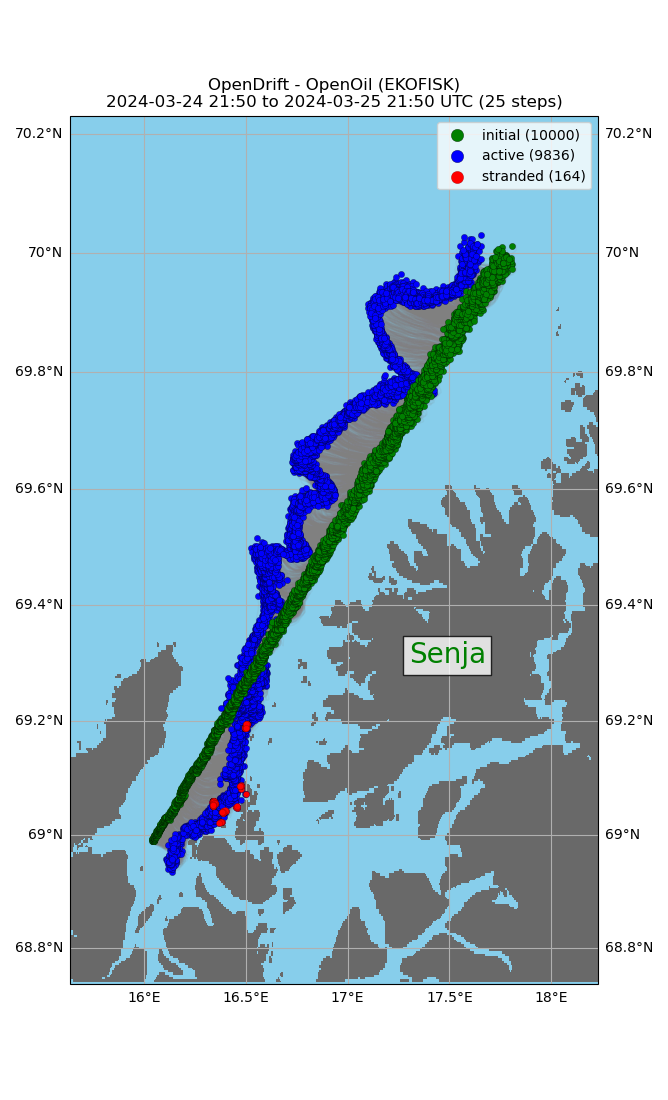 OpenDrift - OpenOil (EKOFISK)
2024-03-24 21:50 to 2024-03-25 21:50 UTC (25 steps)
initial (10000)
active (9836)
stranded (164)
70.2°N 70.2°N
70°N 70°N
69.8°N 69.8°N
69.6°N 69.6°N
69.4°N 69.4°N
Senja
69.2°N 69.2°N
69°N 69°N
68.8°N 68.8°N
16°E 16.5°E 17°E 17.5°E 18°E